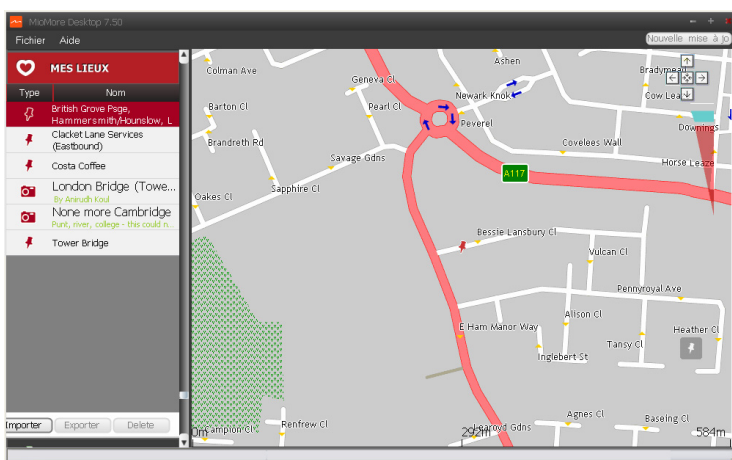 MioMore Desktop 7.50
Fichier Aide
Nouvelle mise à jo
MES LIEUX
Type Nom
British Grove Psge,
Hammersmith/Hounslow, L
Clacket Lane Services
(Eastbound)
Costa Coffee
London Bridge (Towe...
By Anirudh Koul
None more Cambridge
Punt, river, college - this could n...
Tower Bridge
Importer Exporter Delete
Colman Ave
Geneva Cl
Ashen
Newark Knok
Cow Lea
Barton Cl
Pearl Cl
Peverel
Downings
Brandreth Rd
Covelees Wall
Savage Gdns
Horse Leaze
A117
Sapphire Cl
Oakes Cl
Bessie Lansbury Cl
Vulcan Cl
Pennyroyal Ave
Alison Cl
E Ham Manor Way
Heather Cl
Tansy Cl
Inglebert St
Agnes Cl
Baseing Cl
Campion Cl
Renfrew Cl
Gdns
0m 292m 584m